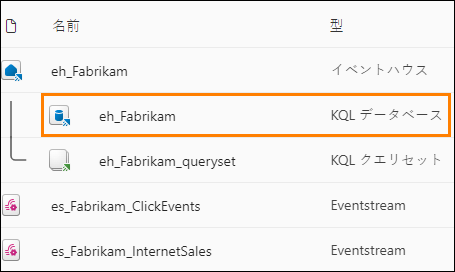 名前 型
eh_Fabrikam イベントハウス
eh_Fabrikam KQL データベース
eh_Fabrikam_queryset KQL クエリセット
es_Fabrikam_ClickEvents Eventstream
es_Fabrikam_InternetSales Eventstream